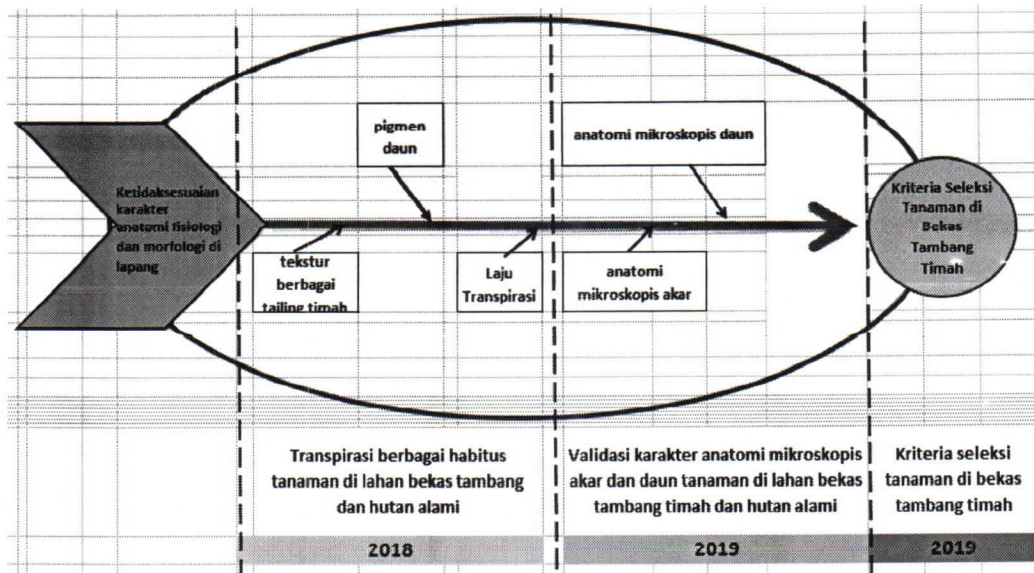 pigmen
daun
anatomi mikroskopis daun
Ketidaksesuaian
karakter
anatomi fisiologi
dan morfologi di
lapang
Kriteria Seleksi
Tanaman di
Bekas
Tambang
Timah
tekstur
berbagai
tailing timah
Laju
Transpirasi
anatomi
mikroskopis akar
Transpirasi berbagai habitus
tanaman di lahan bekas tambang
dan hutan alami
Validasi karakter anatomi mikroskopis
akar dan daun tanaman di lahan bekas
tambang timah dan hutan alami
Kriteria seleksi
tanaman di bekas
tambang timah
2018
2019
2019